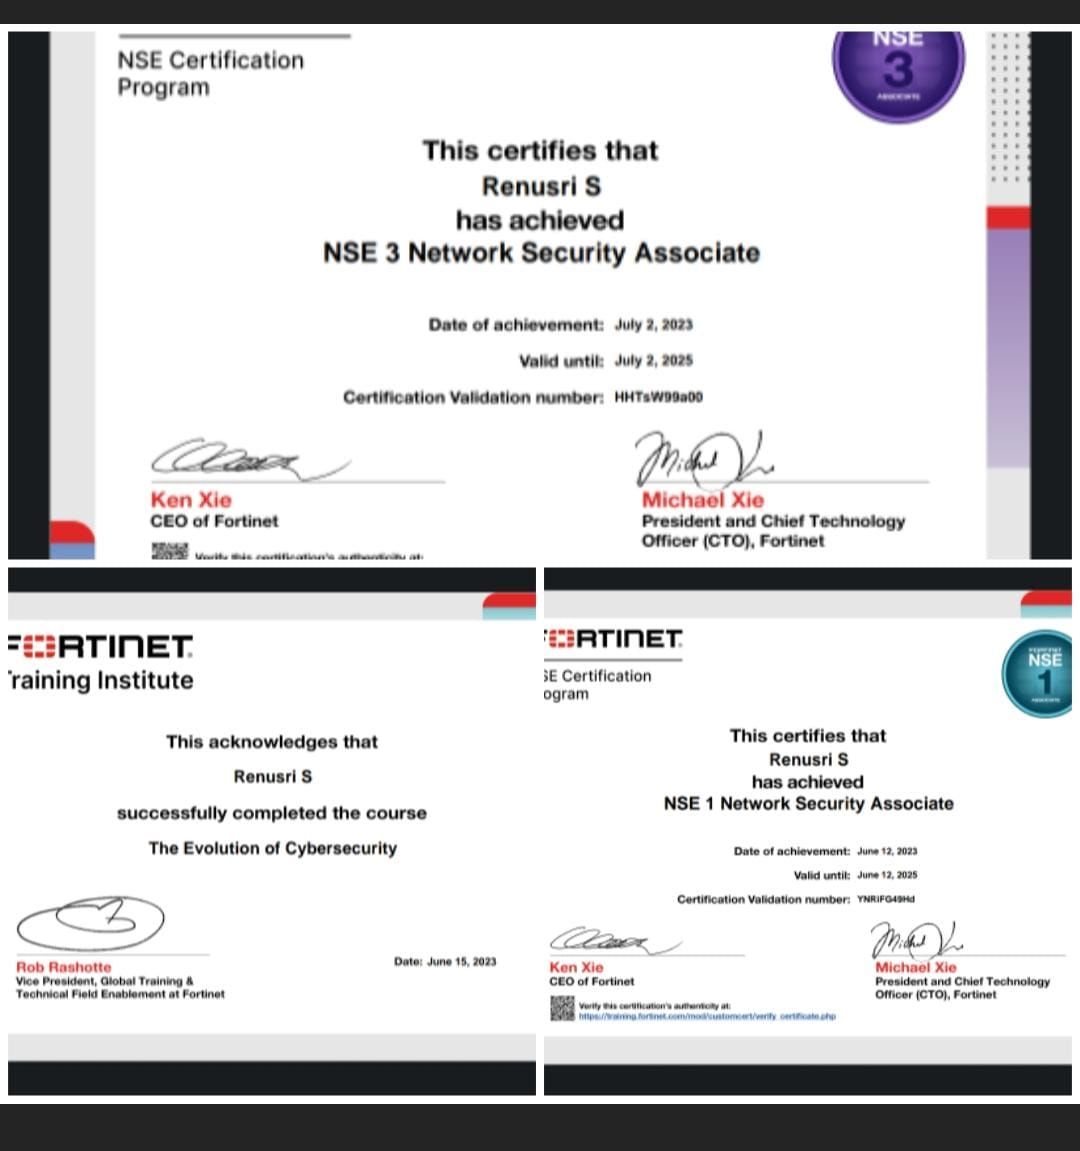 NSE Certification
Program
NSE
3
ASSOCIATE
This certifies that
Renusri S
has achieved
NSE 3 Network Security Associate
Date of achievement: July 2, 2023
Valid until: July 2, 2025
Certification Validation number: HHTsW99a00
Ken Xie
CEO of Fortinet
Michael Xie
President and Chief Technology
Officer (CTO), Fortinet
Verify this certification's authenticity at:
FORTINET
raining Institute
This acknowledges that
Renusri S
successfully completed the course
The Evolution of Cybersecurity
Rob Rashotte
Vice President, Global Training &
Technical Field Enablement at Fortinet
Date: June 15, 2023
ORTINET
SE Certification
ogram
FORTINET
NSE
1
ASSOCIATE
This certifies that
Renusri S
has achieved
NSE 1 Network Security Associate
Date of achievement: June 12, 2023
Valid until: June 12, 2025
Certification Validation number: YNRiFG49Hd
Ken Xie
CEO of Fortinet
Michael Xie
President and Chief Technology
Officer (CTO), Fortinet
Verify this certification's authenticity at:
https://training.fortinet.com/mod/customcert/verify_certificate.php